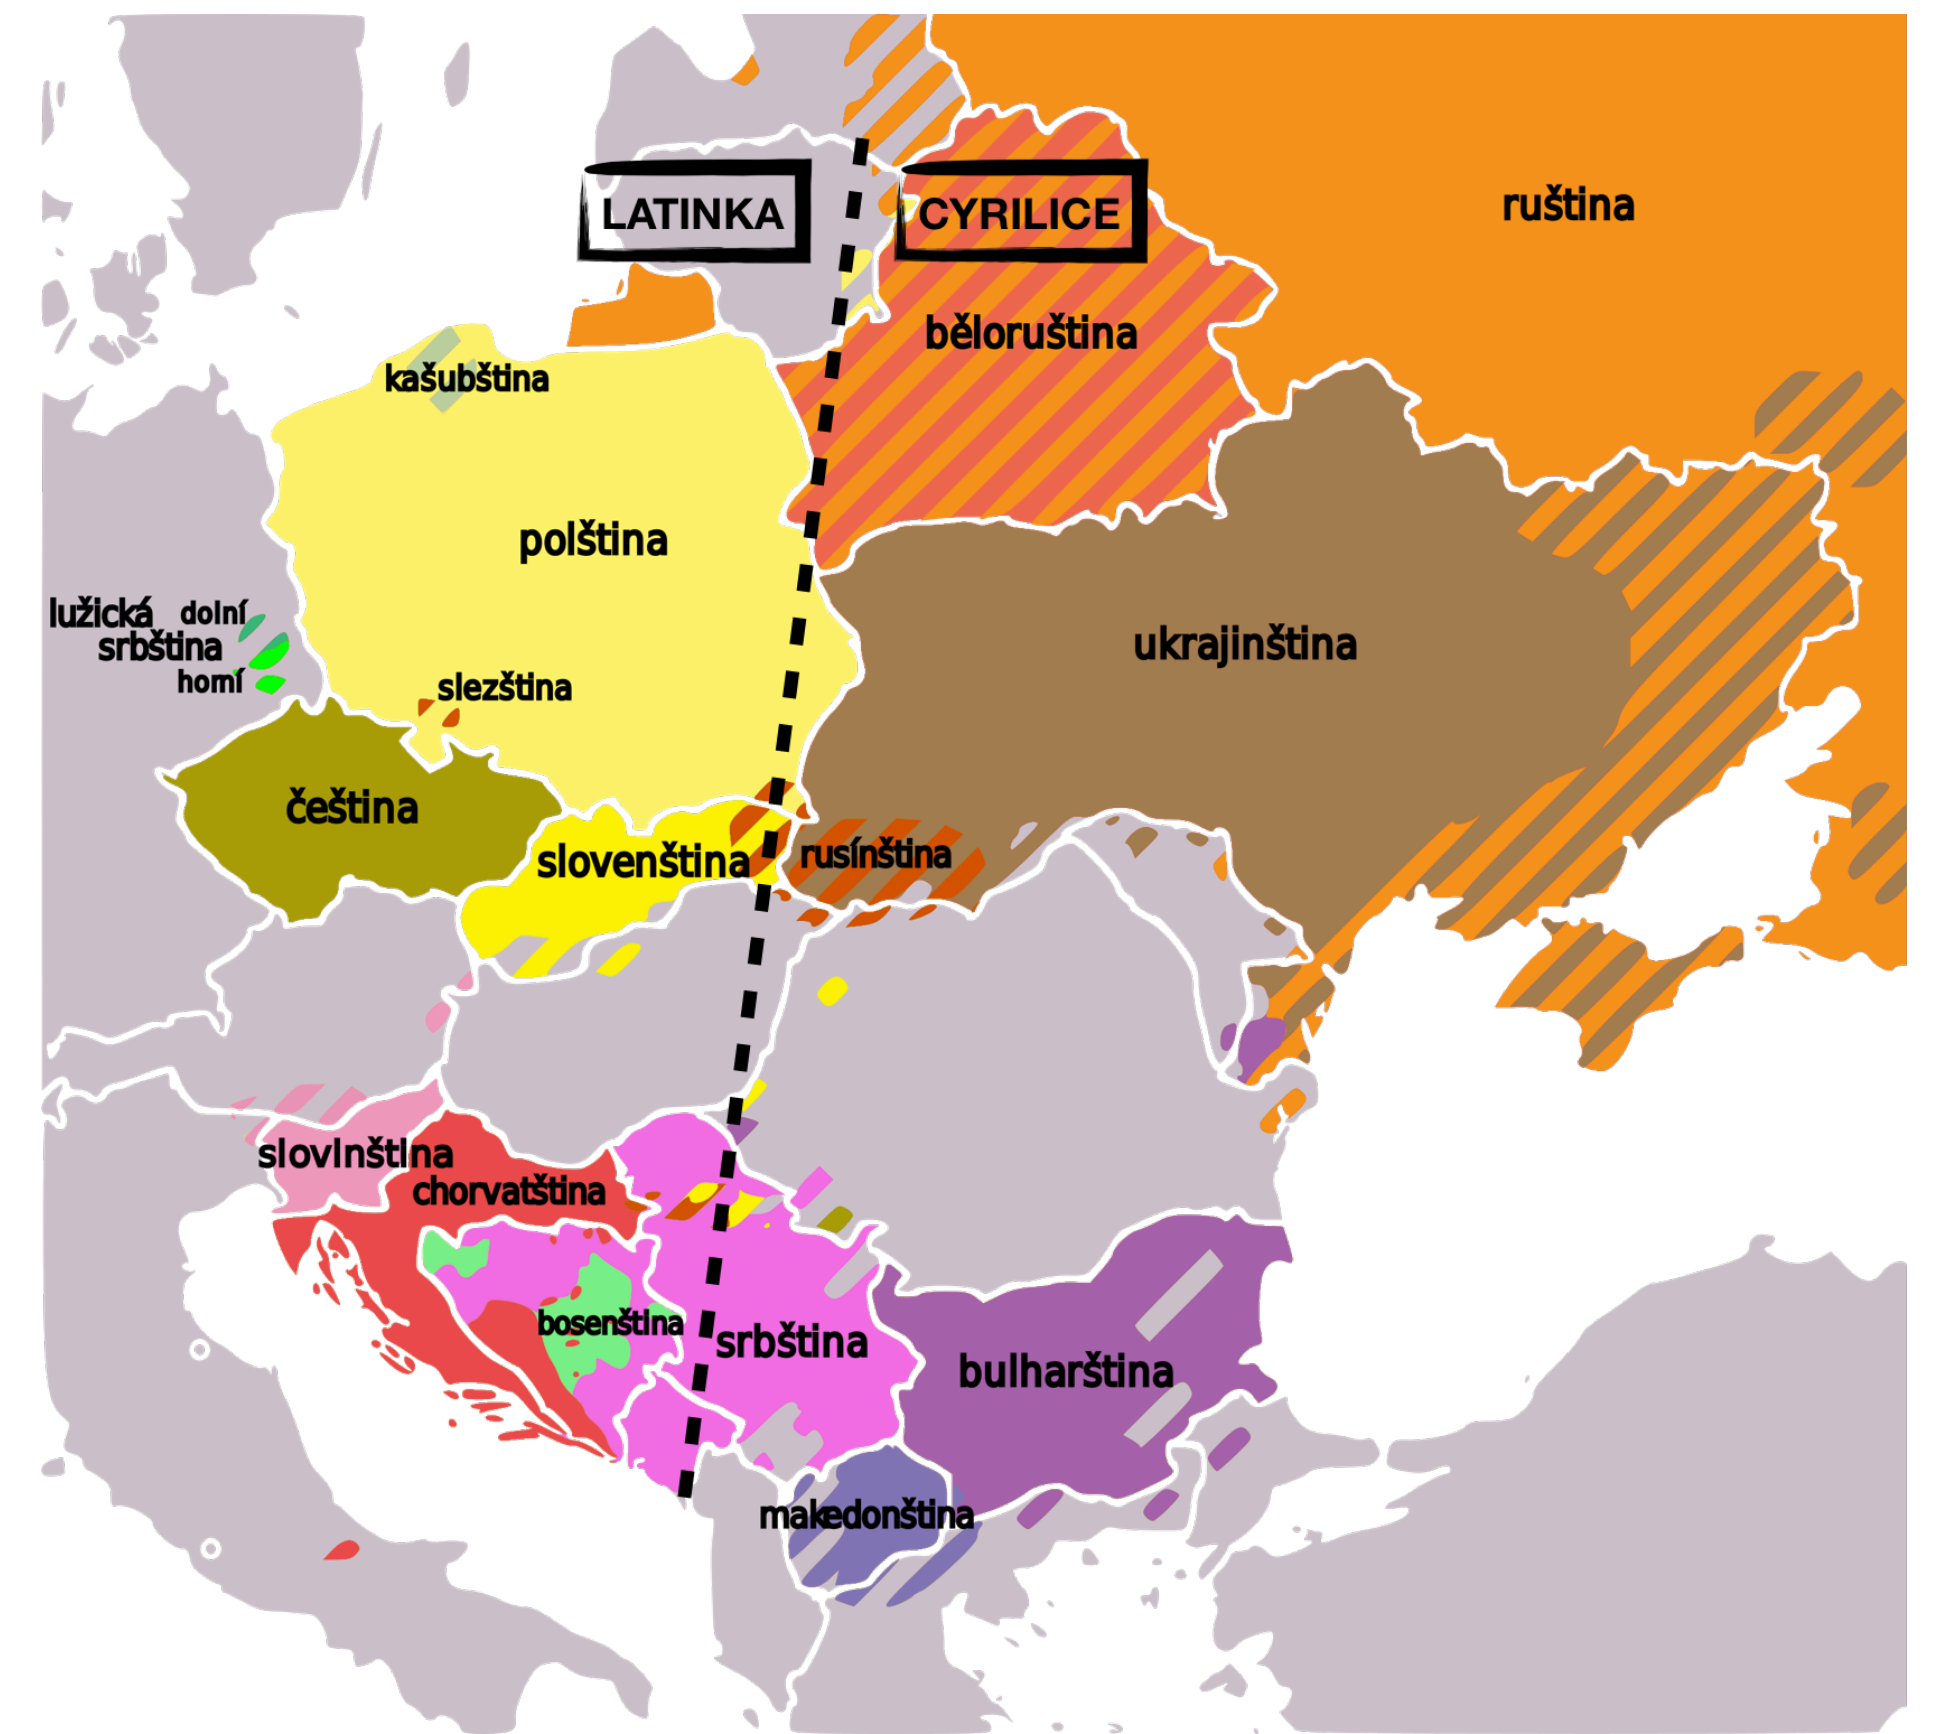 ruština
LATINKA
CYRILICE
běloruština
kašubština
polština
lužická
srbština
dolní
horní
ukrajinština
slezština
čeština
slovenština
rusínština
slovinština
chorvatština
bosenština
srbština
bulharština
makedonština